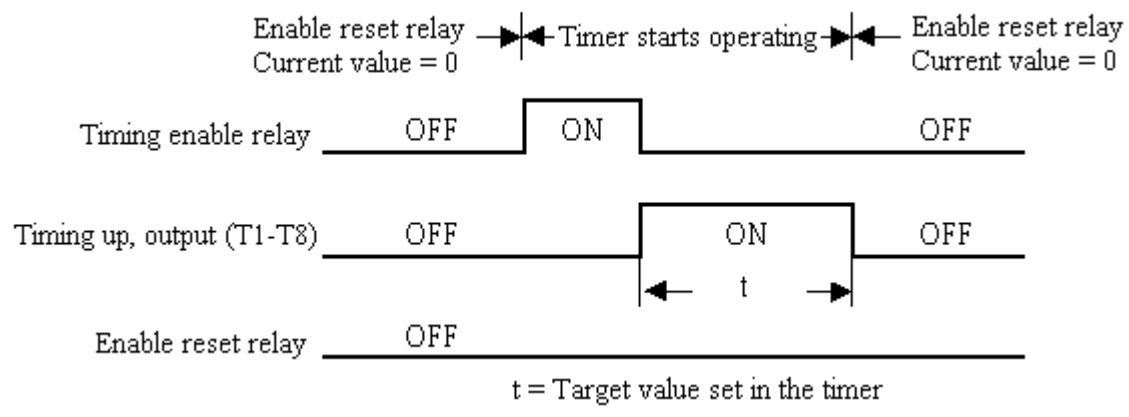 Enable reset relay
Current value = 0
Timer starts operating
Enable reset relay
Current value = 0
Timing enable relay
OFF
ON
OFF
Timing up, output (T1-T8)
OFF
ON
OFF
t
Enable reset relay
OFF
t = Target value set in the timer